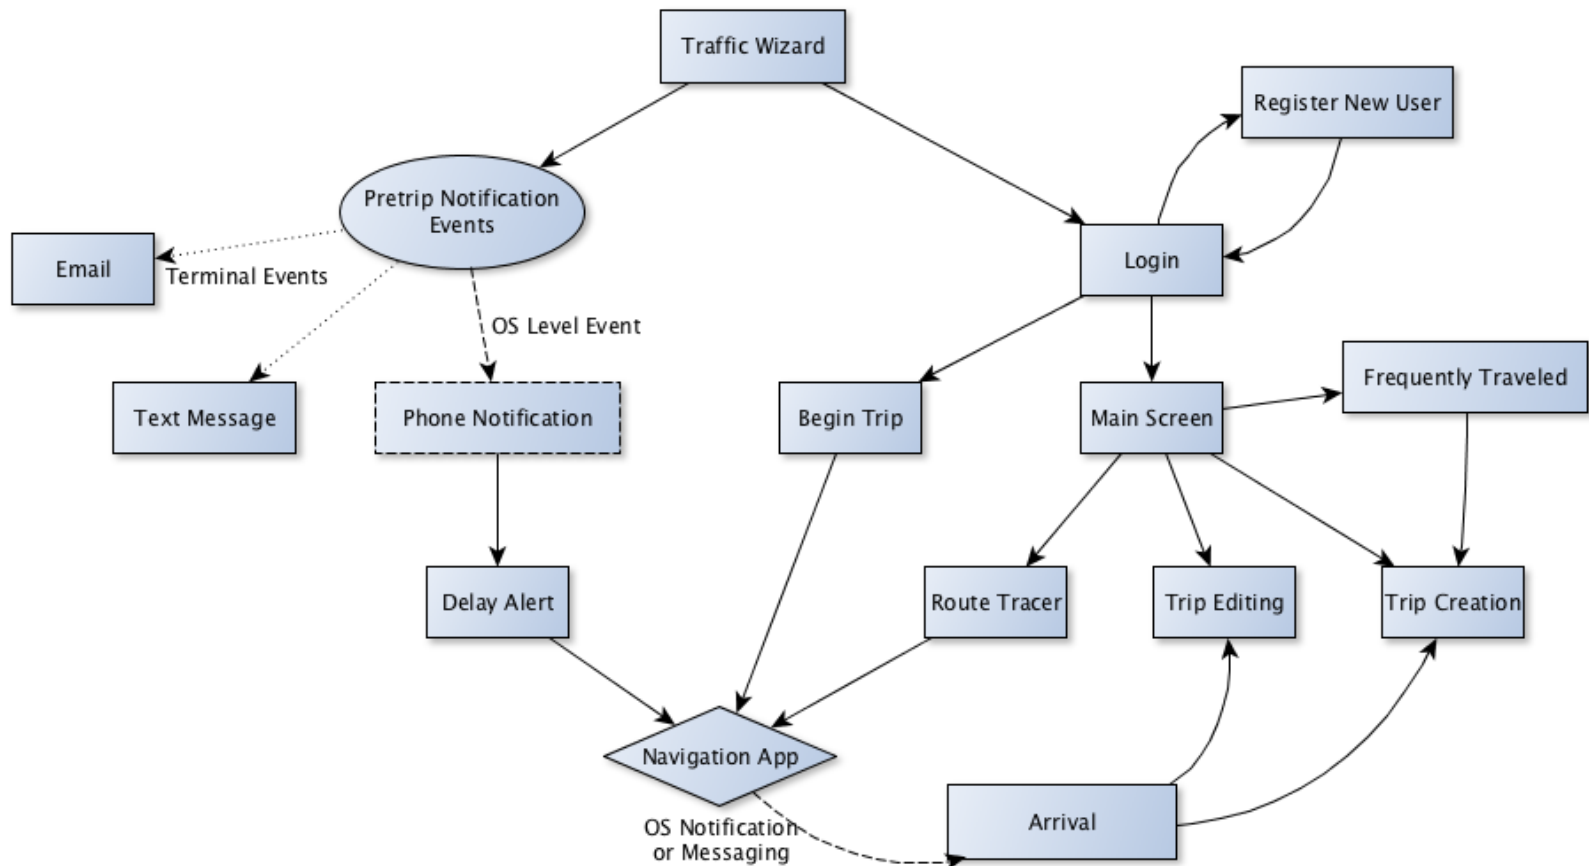 Traffic Wizard
Register New User
Pretrip Notification
Events
Email
Terminal Events
Login
OS Level Event
Text Message
Phone Notification
Begin Trip
Main Screen
Frequently Traveled
Delay Alert
Route Tracer
Trip Editing
Trip Creation
Navigation App
OS Notification
or Messaging
Arrival